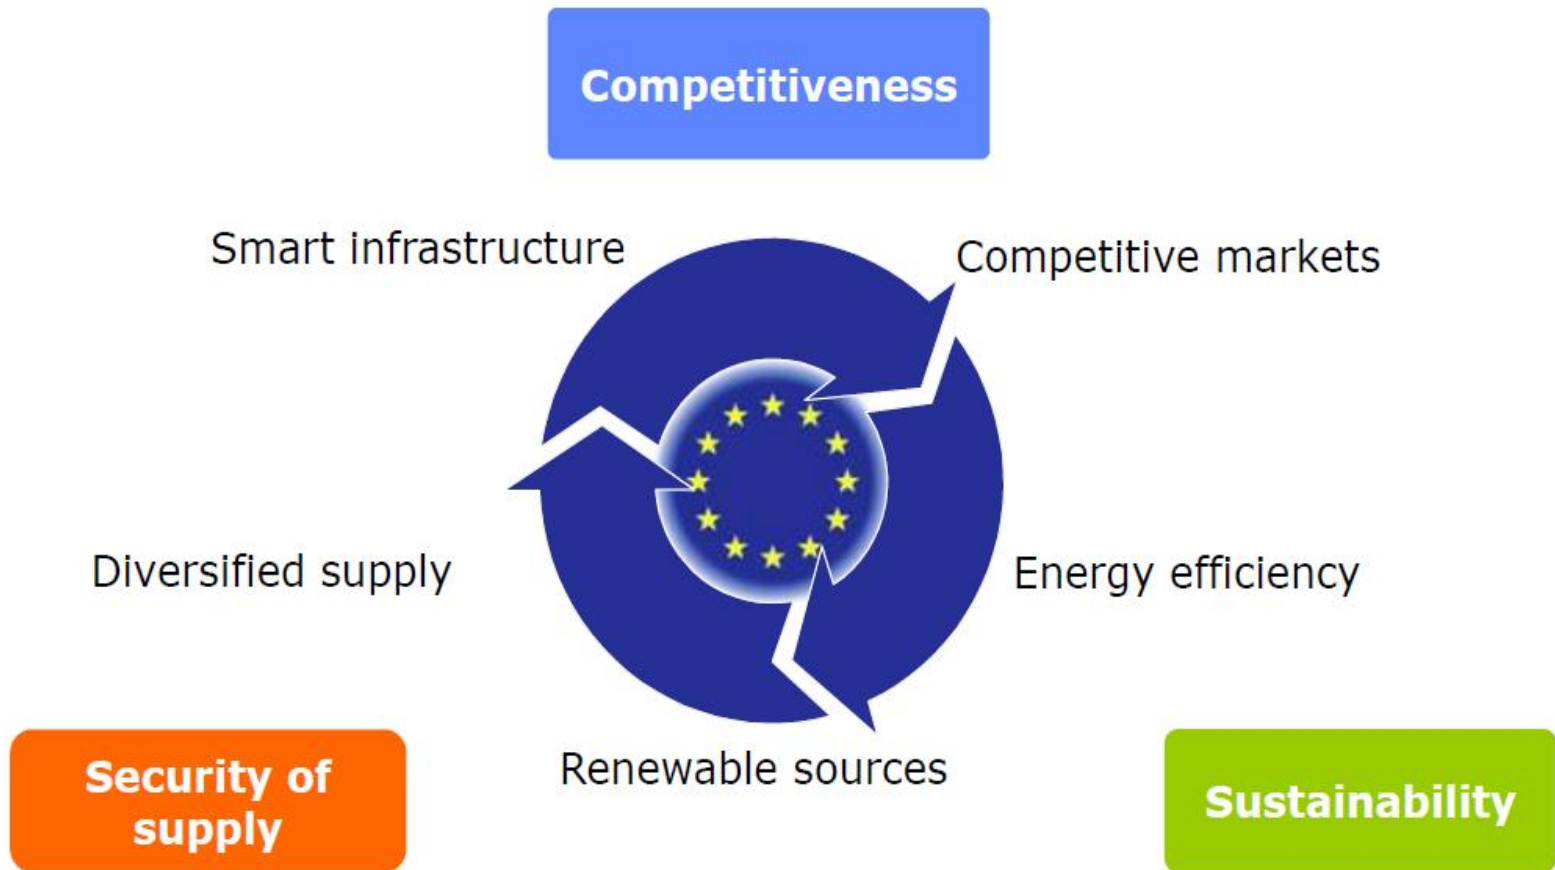 Competitiveness
Smart infrastructure
Competitive markets
Diversified supply
Energy efficiency
Renewable sources
Security of
supply
Sustainability